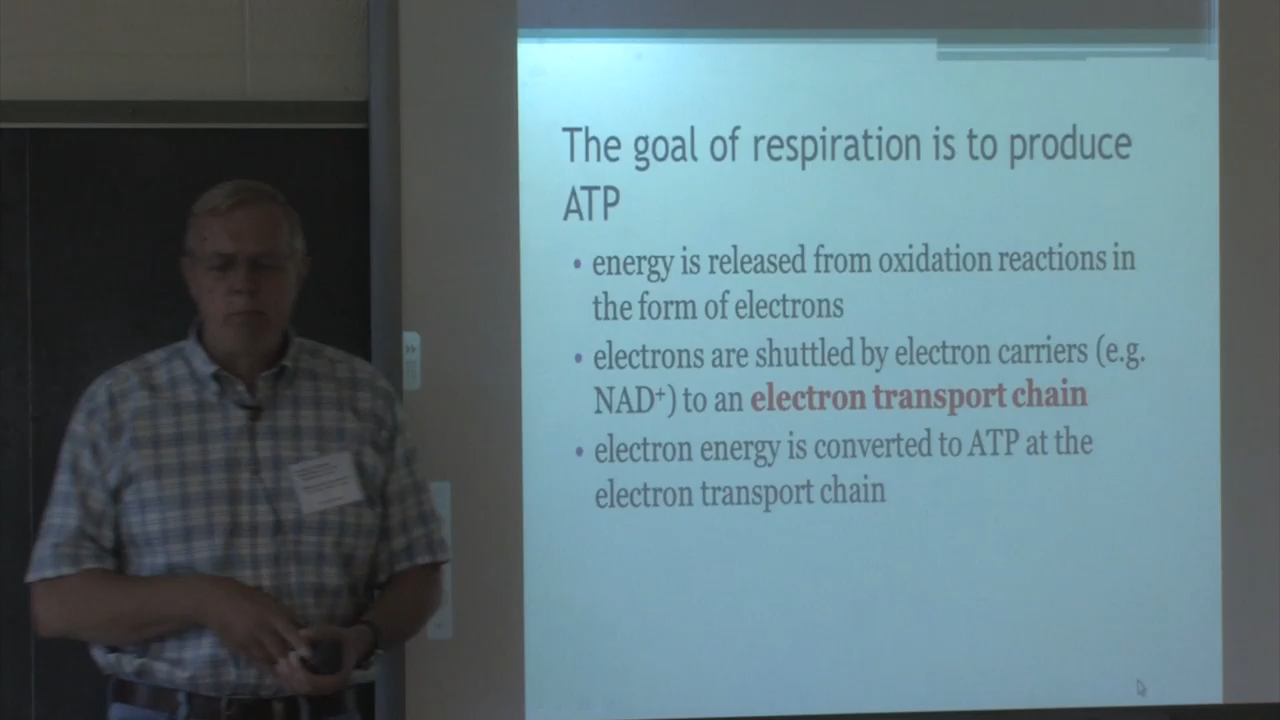 The goal of respiration is to produce
ATP
• energy is released from oxidation reactions in
the form of electrons
• electrons are shuttled by electron carriers (e.g.
NAD⁺) to an electron transport chain
• electron energy is converted to ATP at the
electron transport chain